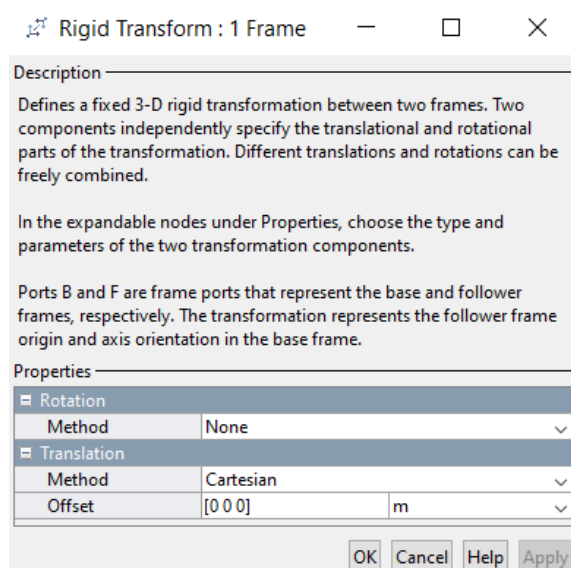 Rigid Transform : 1 Frame
Description
Defines a fixed 3-D rigid transformation between two frames. Two
components independently specify the translational and rotational
parts of the transformation. Different translations and rotations can be
freely combined.
In the expandable nodes under Properties, choose the type and
parameters of the two transformation components.
Ports B and F are frame ports that represent the base and follower
frames, respectively. The transformation represents the follower frame
origin and axis orientation in the base frame.
Properties
Rotation
Method None
Translation
Method Cartesian
Offset [0 0 0] m
OK Cancel Help Apply